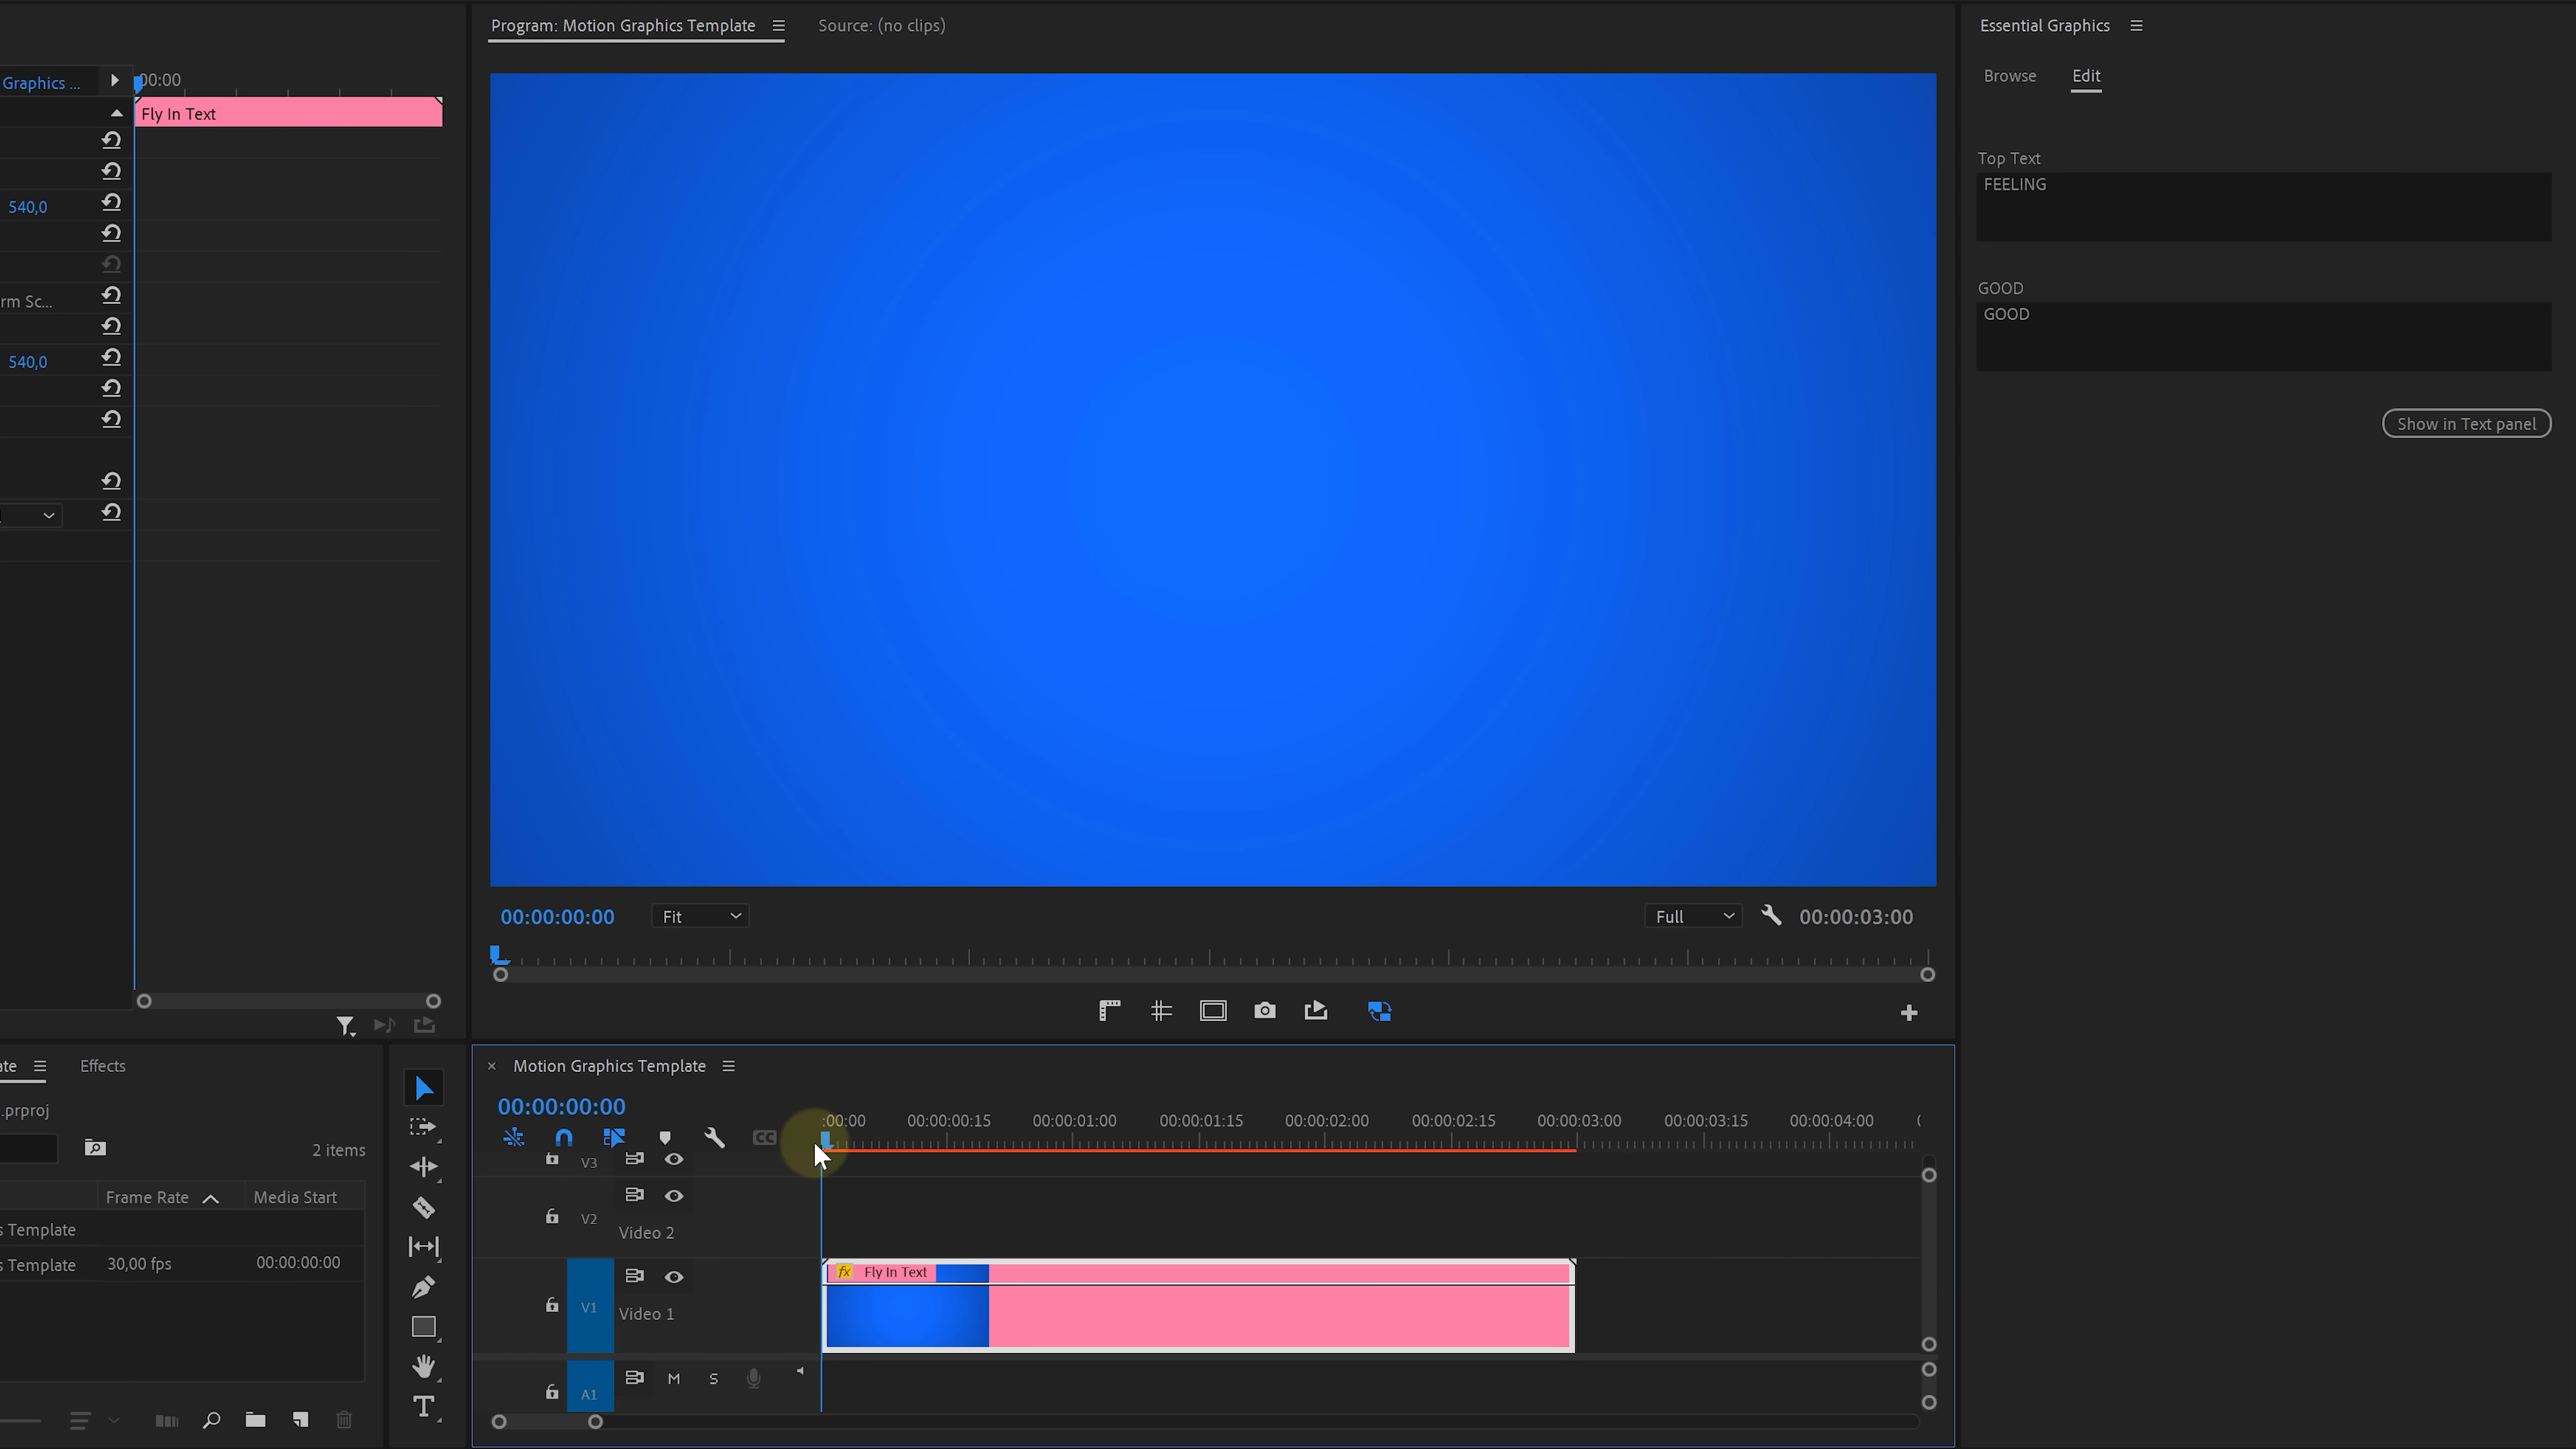 Program: Motion Graphics Template
Source: (no clips)
Essential Graphics
Browse
Edit
Graphics ...
:00:00
Fly In Text
540,0
rm Sc...
540,0
Top Text
FEELING
GOOD
GOOD
Show in Text panel
00:00:00:00
Fit
Full
00:00:03:00
ate
Effects
.prproj
2 items
Frame Rate
Media Start
s Template
s Template
30,00 fps
00:00:00:00
Motion Graphics Template
00:00:00:00
:00:00
00:00:00:15
00:00:01:00
00:00:01:15
00:00:02:00
00:00:02:15
00:00:03:00
00:00:03:15
00:00:04:00
CC
V3
V2
Video 2
fx
Fly In Text
V1
Video 1
A1
M
S